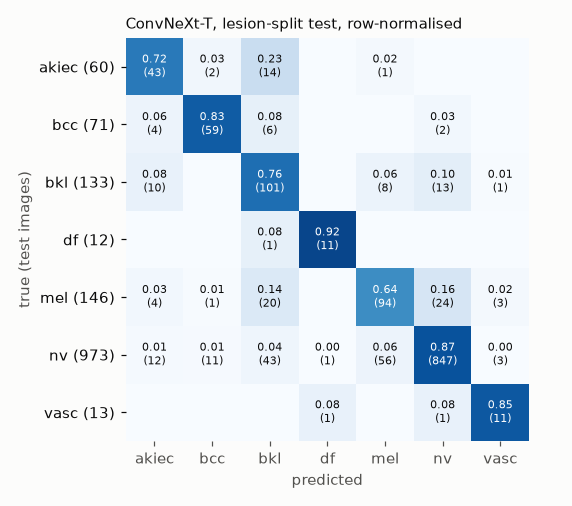 ConvNeXt-T, lesion-split test, row-normalised
true (test images)
akiec (60) 0.72 (43) 0.03 (2) 0.23 (14) 0.02 (1)
bcc (71) 0.06 (4) 0.83 (59) 0.08 (6) 0.03 (2)
bkl (133) 0.08 (10) 0.76 (101) 0.06 (8) 0.10 (13) 0.01 (1)
df (12) 0.08 (1) 0.92 (11)
mel (146) 0.03 (4) 0.01 (1) 0.14 (20) 0.64 (94) 0.16 (24) 0.02 (3)
nv (973) 0.01 (12) 0.01 (11) 0.04 (43) 0.00 (1) 0.06 (56) 0.87 (847) 0.00 (3)
vasc (13) 0.08 (1) 0.08 (1) 0.85 (11)
akiec bcc bkl df mel nv vasc
predicted